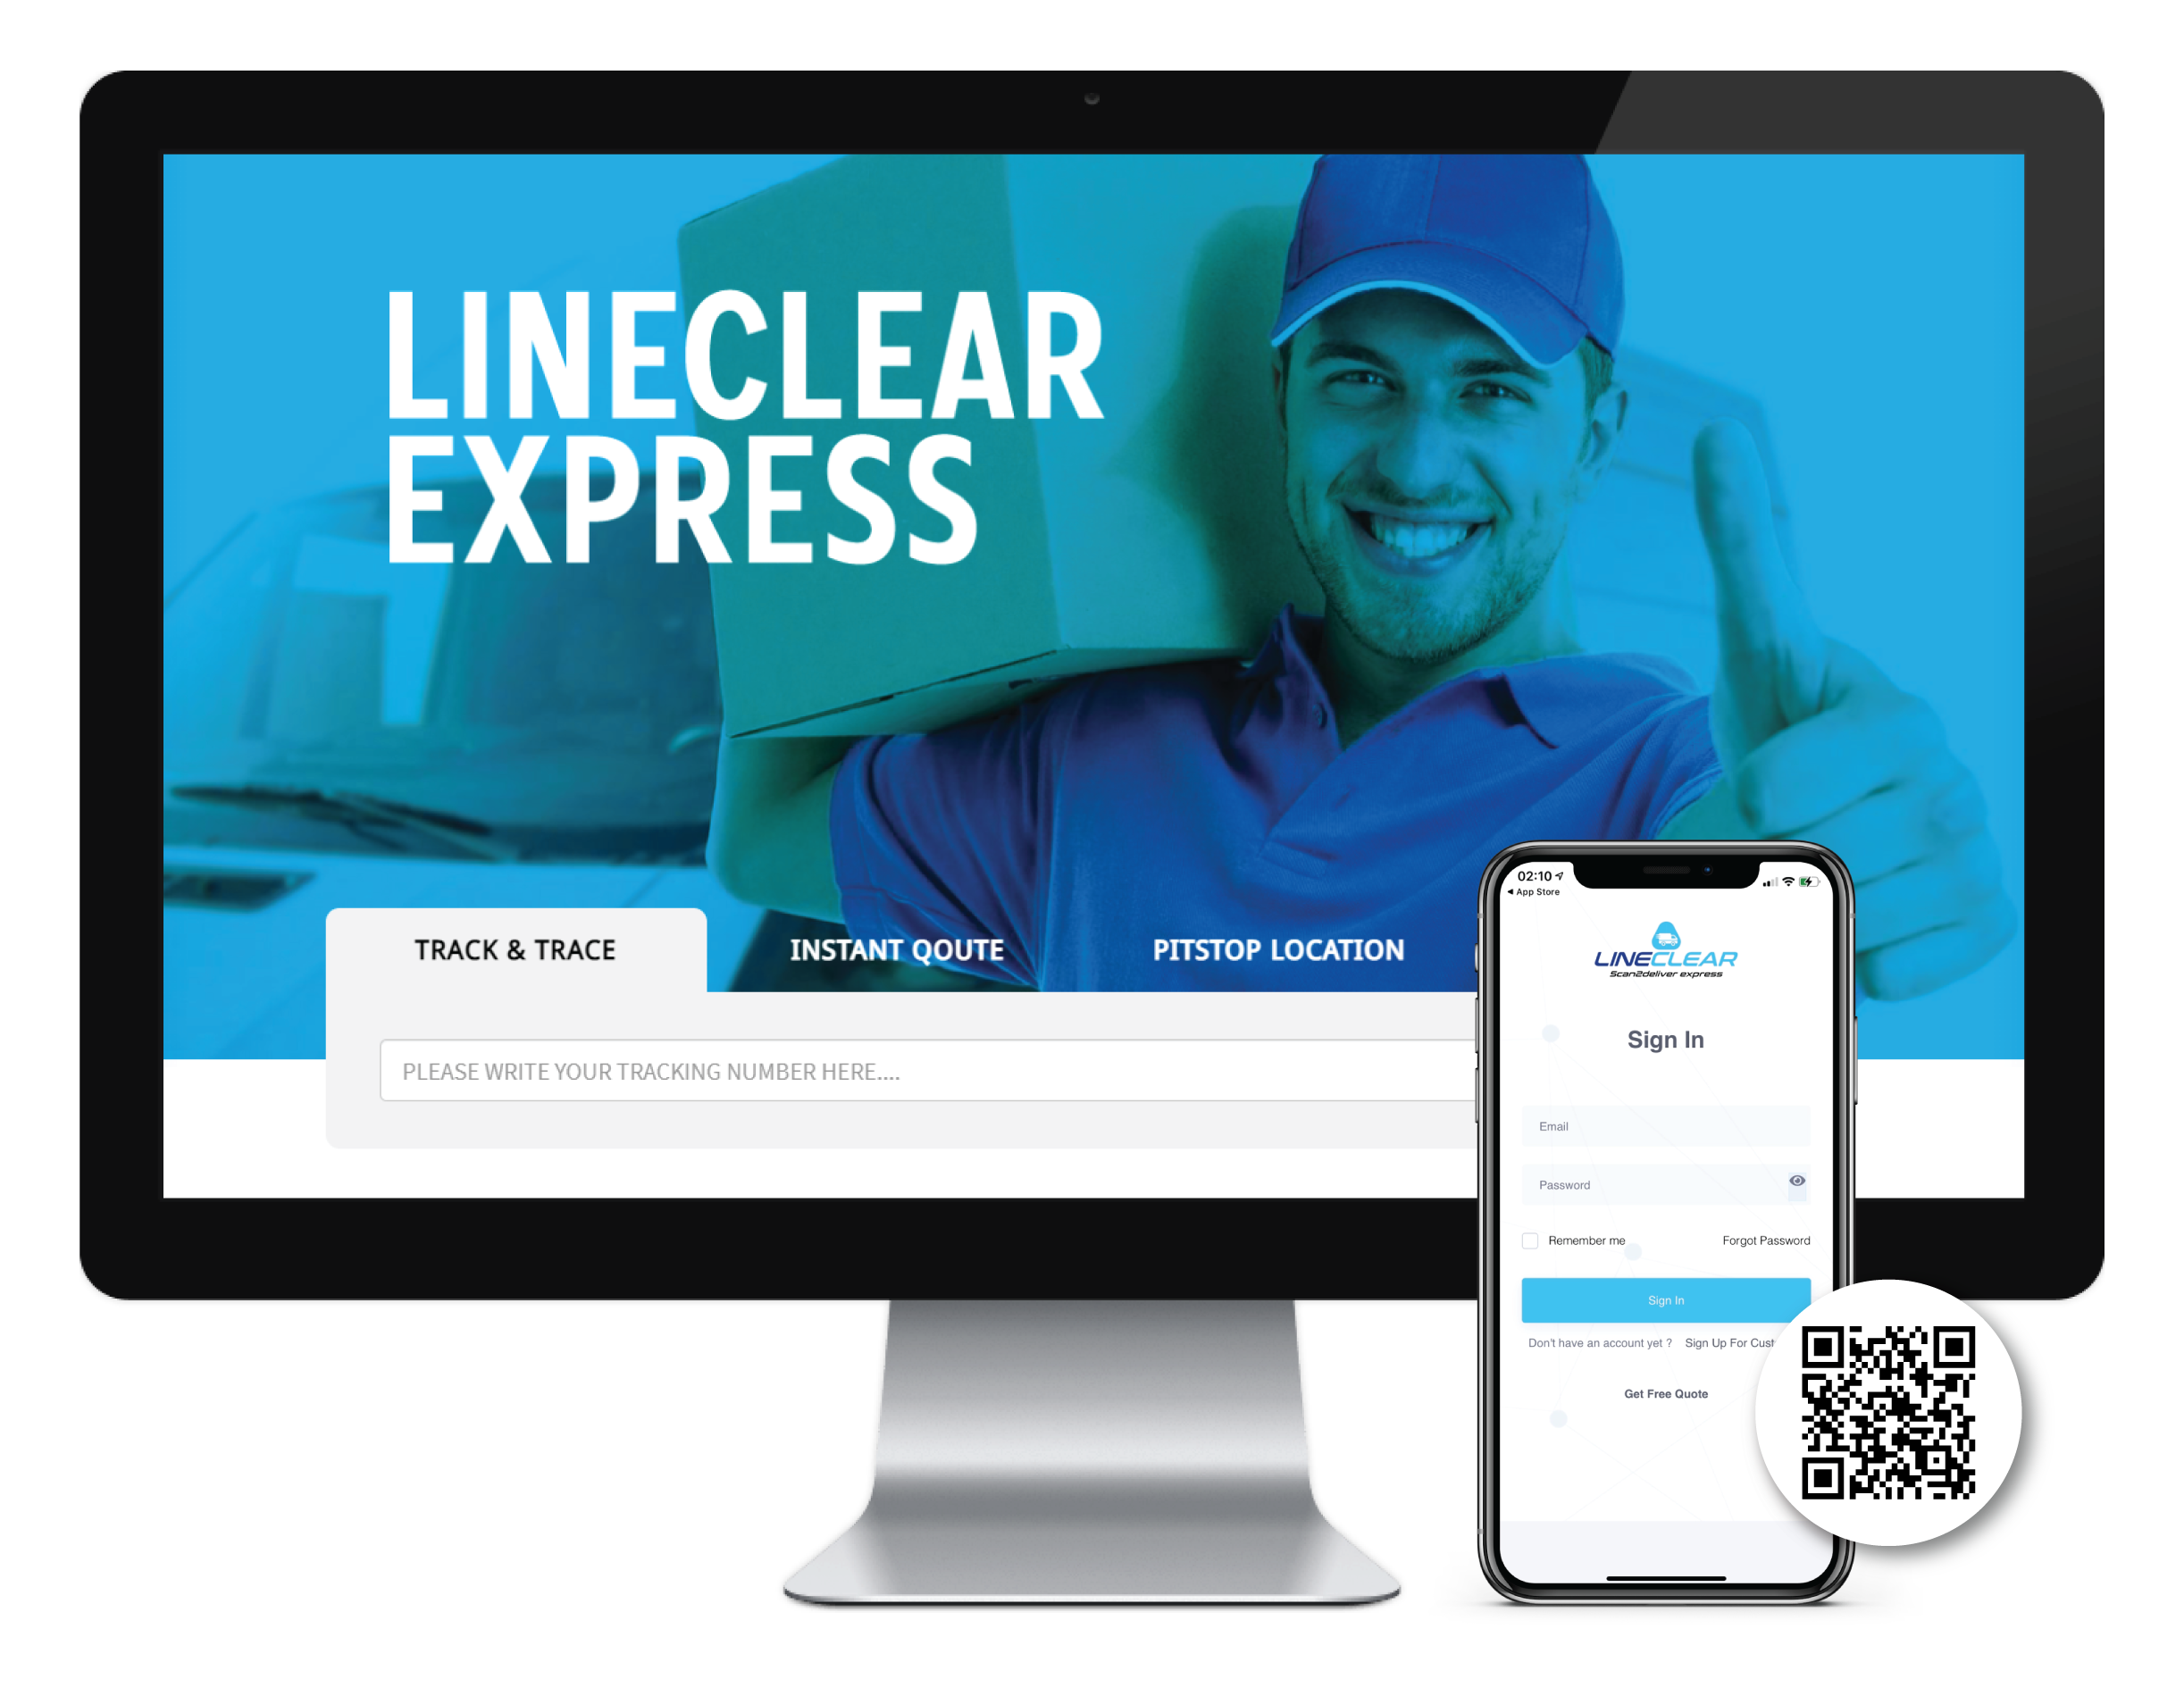 LINECLEAR
EXPRESS
TRACK & TRACE
INSTANT QOUTE
PITSTOP LOCATION
PLEASE WRITE YOUR TRACKING NUMBER HERE....
02:10
App Store
LINECLEAR
Scan2deliver express
Sign In
Email
Password
Remember me
Forgot Password
Sign In
Don't have an account yet ? Sign Up For Cust
Get Free Quote